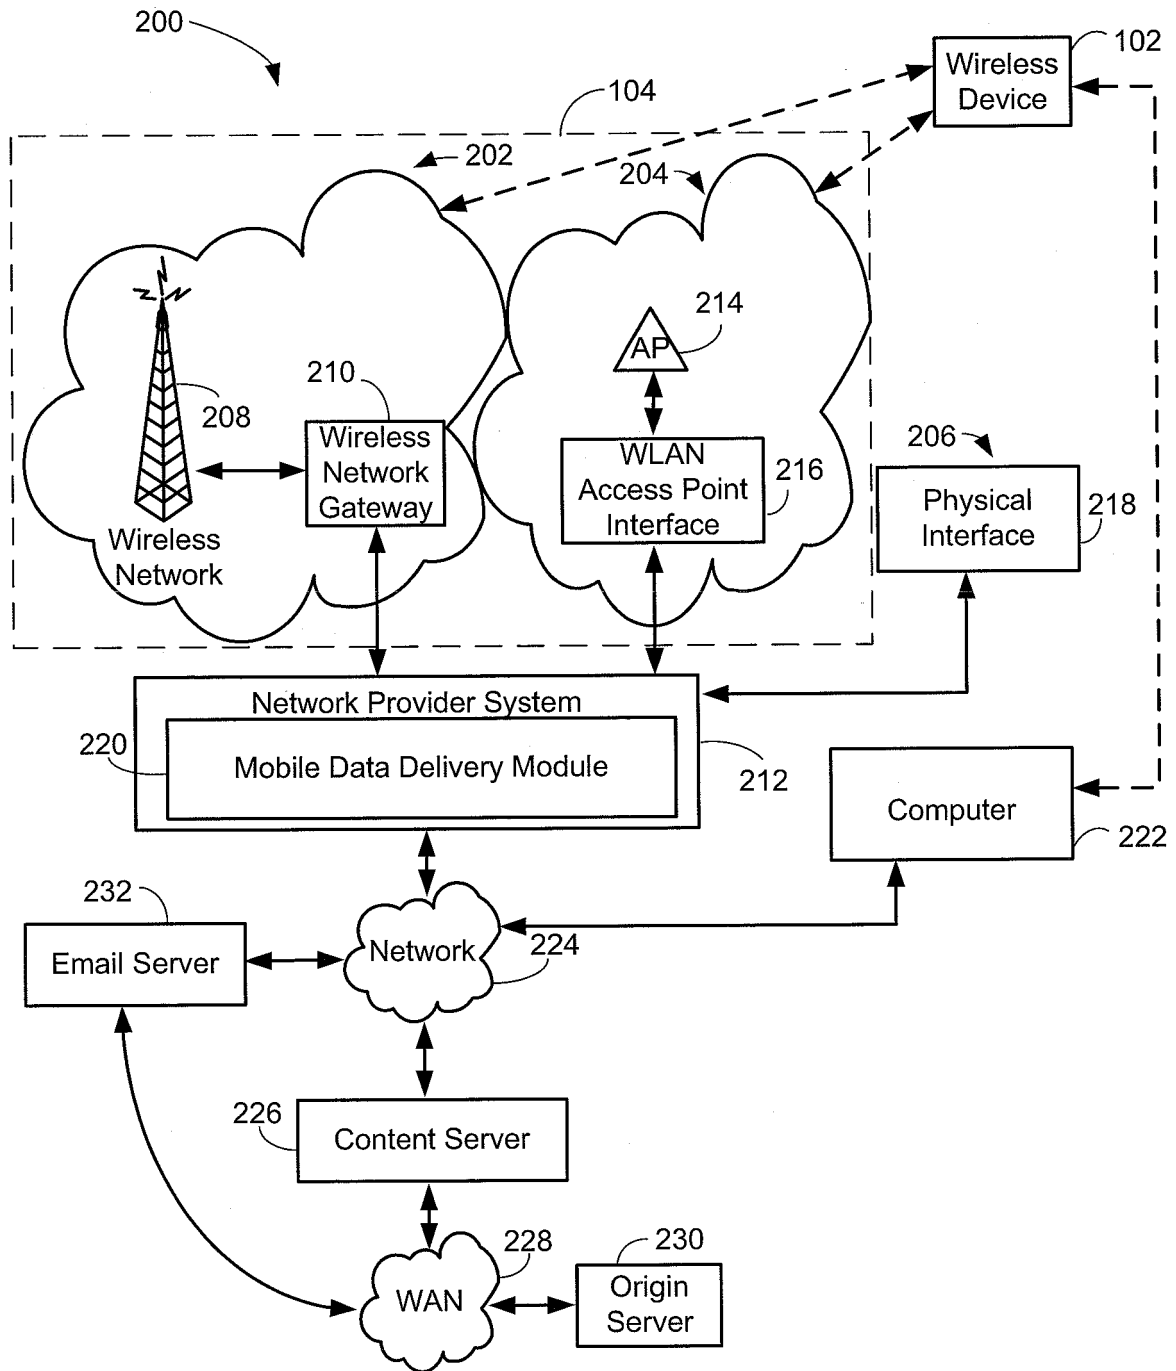 200
102
Wireless
Device
104
202
204
214
AP
208
210
Wireless
Network
Gateway
WLAN
Access Point
Interface
216
206
Physical
Interface
218
Wireless
Network
Network Provider System
220
Mobile Data Delivery Module
212
Computer
222
232
Email Server
Network
224
226
Content Server
228
WAN
230
Origin
Server